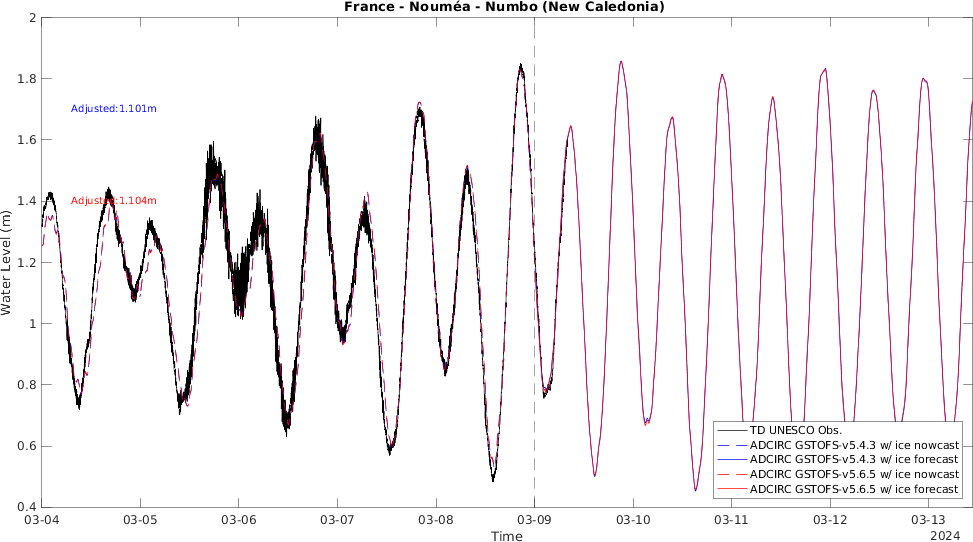 France - Nouméa - Numbo (New Caledonia)
2
1.8
1.6
1.4
1.2
1
0.8
0.6
0.4
Water Level (m)
Adjusted:1.101m
Adjusted:1.104m
TD UNESCO Obs.
ADCIRC GSTOFS-v5.4.3 w/ ice nowcast
ADCIRC GSTOFS-v5.4.3 w/ ice forecast
ADCIRC GSTOFS-v5.6.5 w/ ice nowcast
ADCIRC GSTOFS-v5.6.5 w/ ice forecast
03-04 03-05 03-06 03-07 03-08 03-09 03-10 03-11 03-12 03-13
Time
2024